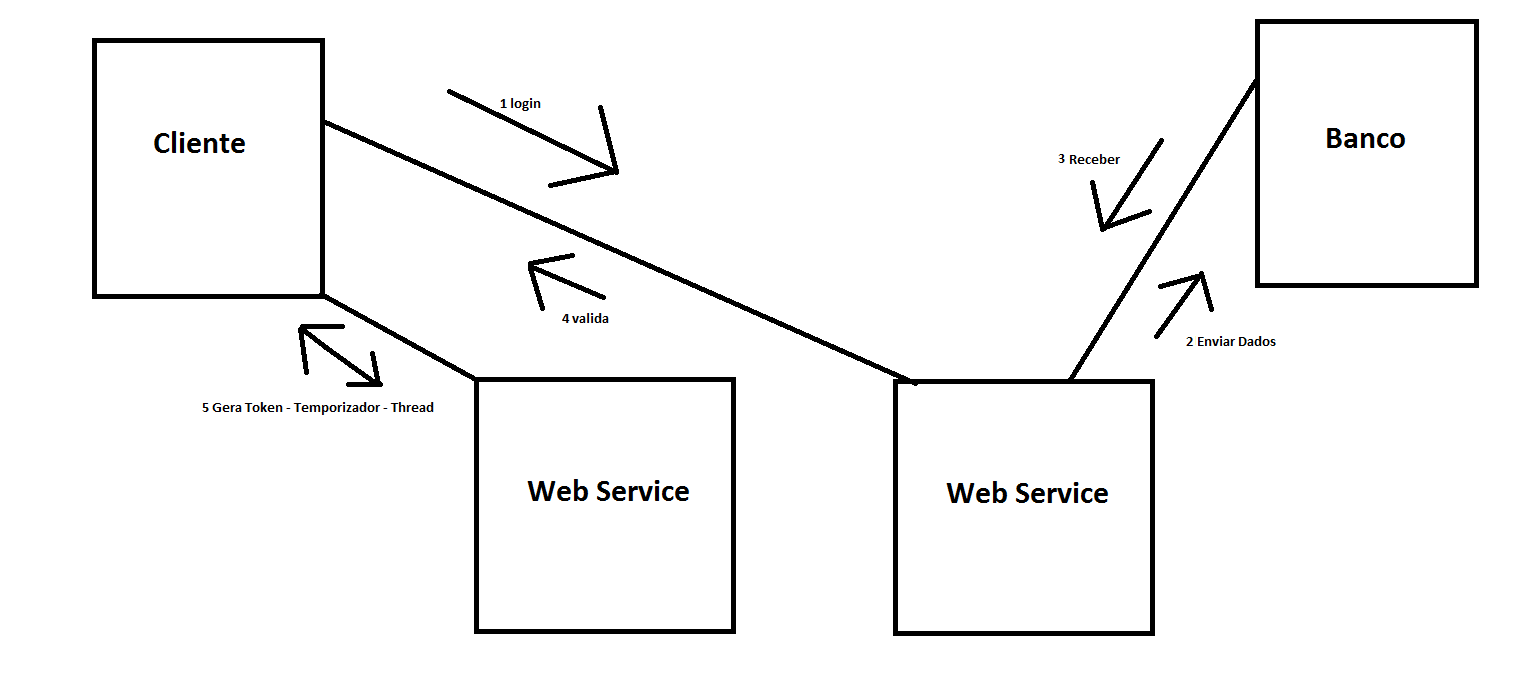 Cliente
1 login
3 Receber
Banco
4 valida
2 Enviar Dados
5 Gera Token - Temporizador - Thread
Web Service
Web Service